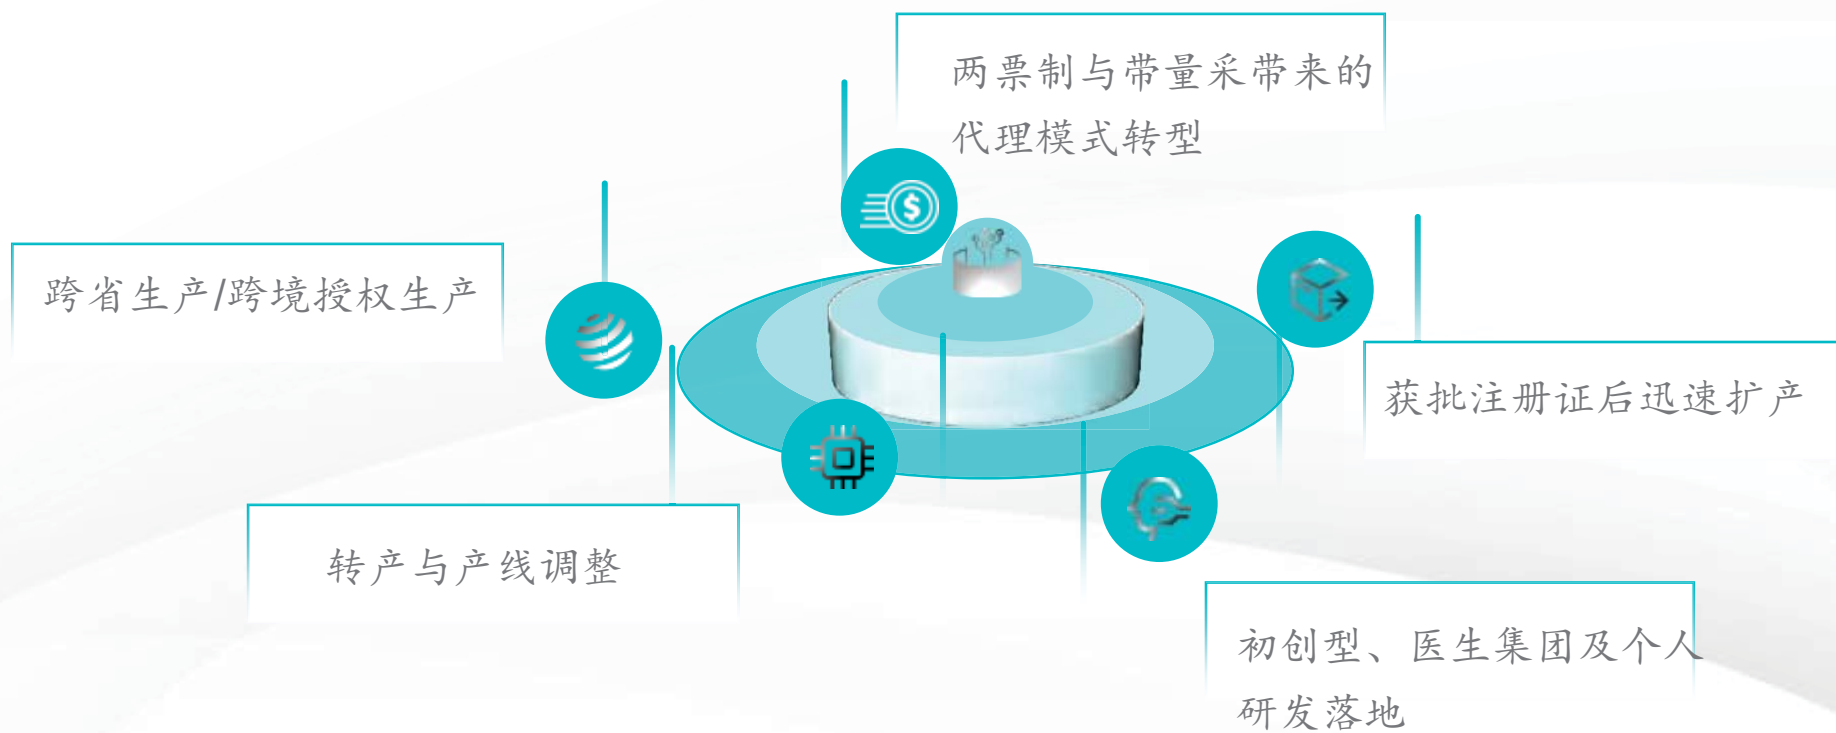 两票制与带量采带来的
代理模式转型
跨省生产/跨境授权生产
获批注册证后迅速扩产
转产与产线调整
初创型、医生集团及个人
研发落地